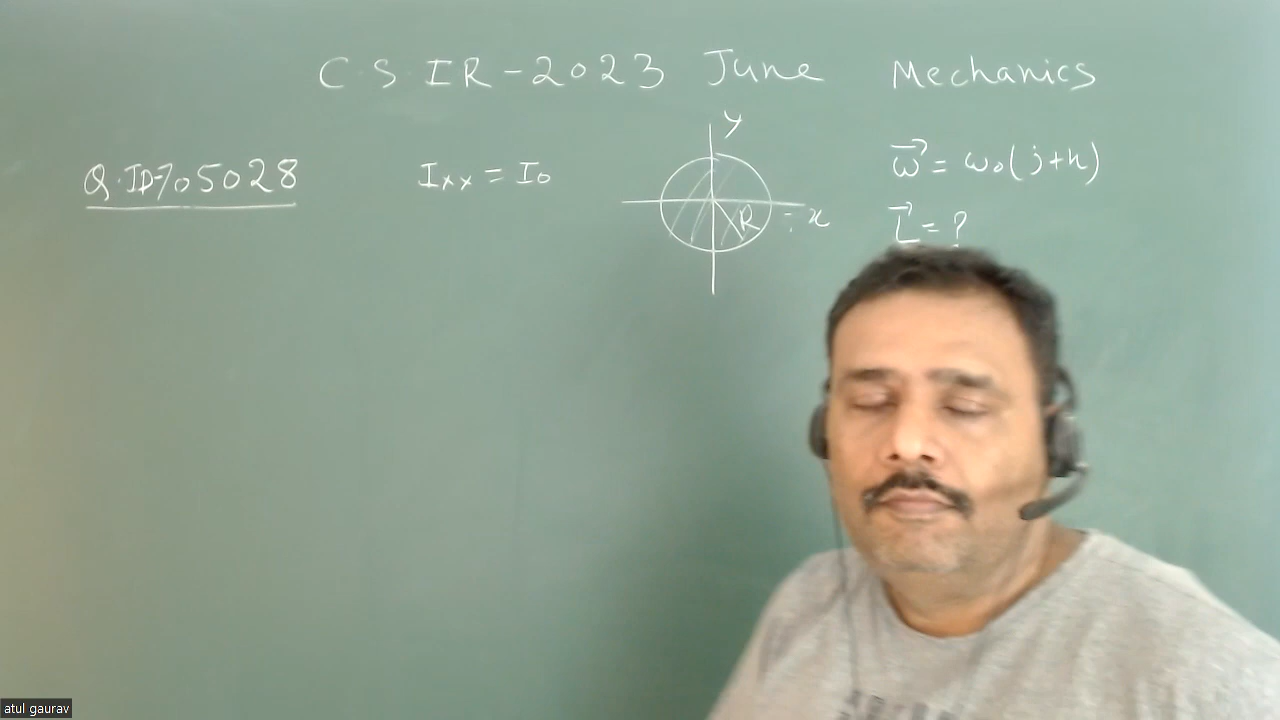 C.S.IR-2023 June Mechanics
Q.ID-705028
Ixx = I0
y
R
x
ω⃗ = ω0(j+k)
L⃗ = ?
atul gaurav